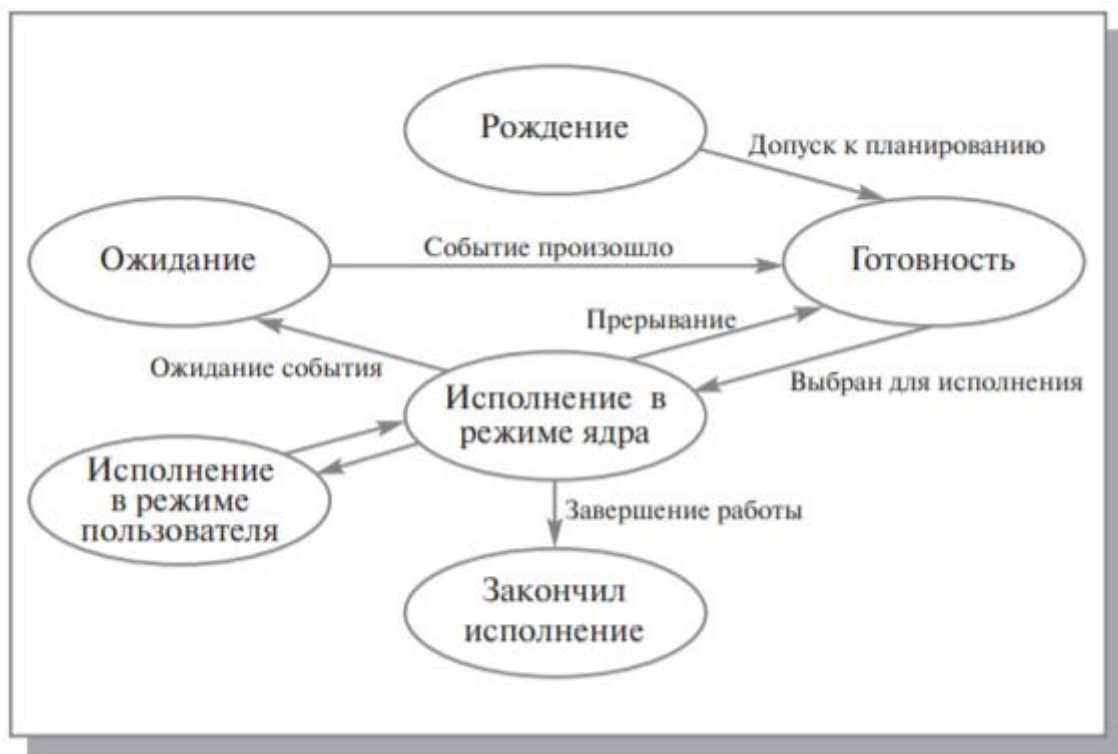 Рождение
Допуск к планированию
Ожидание
Событие произошло
Готовность
Прерывание
Ожидание события
Выбран для исполнения
Исполнение в
режиме ядра
Исполнение
в режиме
пользователя
Завершение работы
Закончил
исполнение